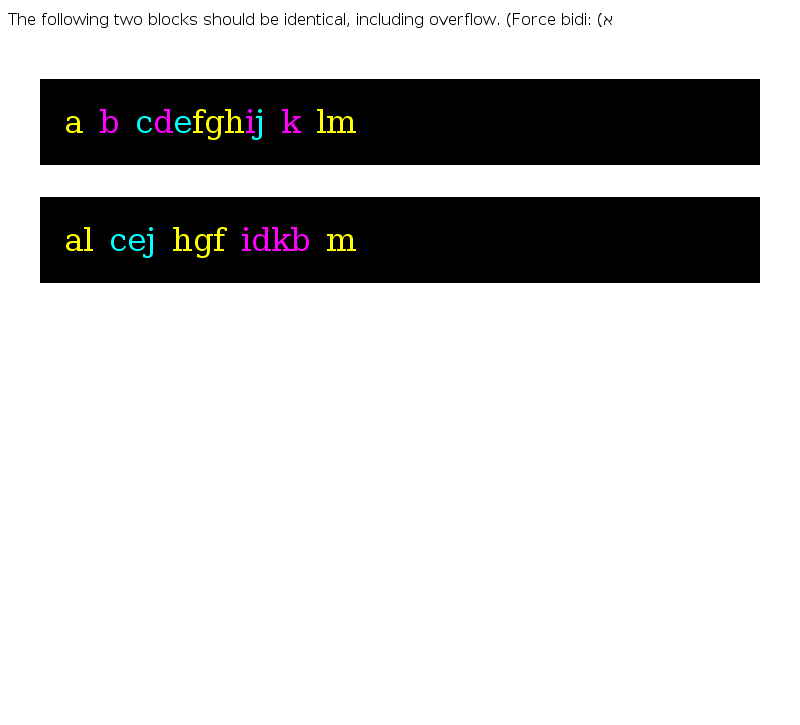 The following two blocks should be identical, including overflow. (Force bidi: (א
a b cdefghij k lm
al cej hgf idkb m